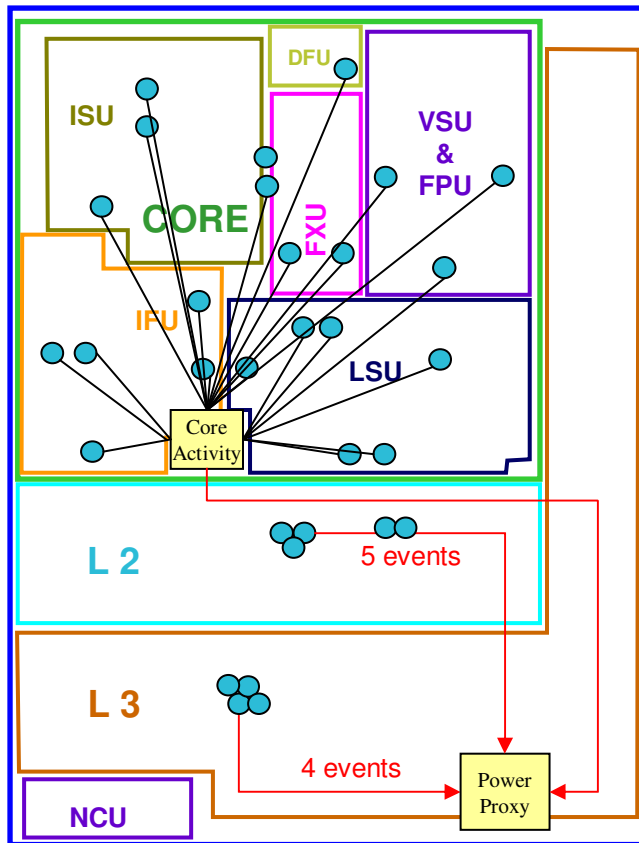 DFU
ISU
VSU
&
FPU
CORE
FXU
IFU
LSU
Core
Activity
L 2
5 events
L 3
4 events
Power
Proxy
NCU